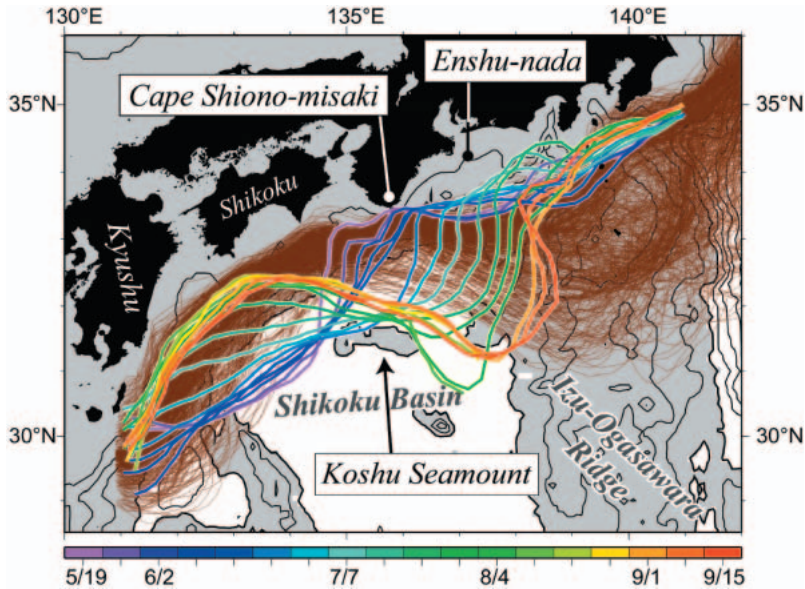 130°E 135°E 140°E
Enshu-nada
Cape Shiono-misaki
35°N 35°N
Shikoku
Kyushu
Shikoku Basin
30°N 30°N
Koshu Seamount
Izu-Ogasawara
Ridge
5/19 6/2 7/7 8/4 9/1 9/15